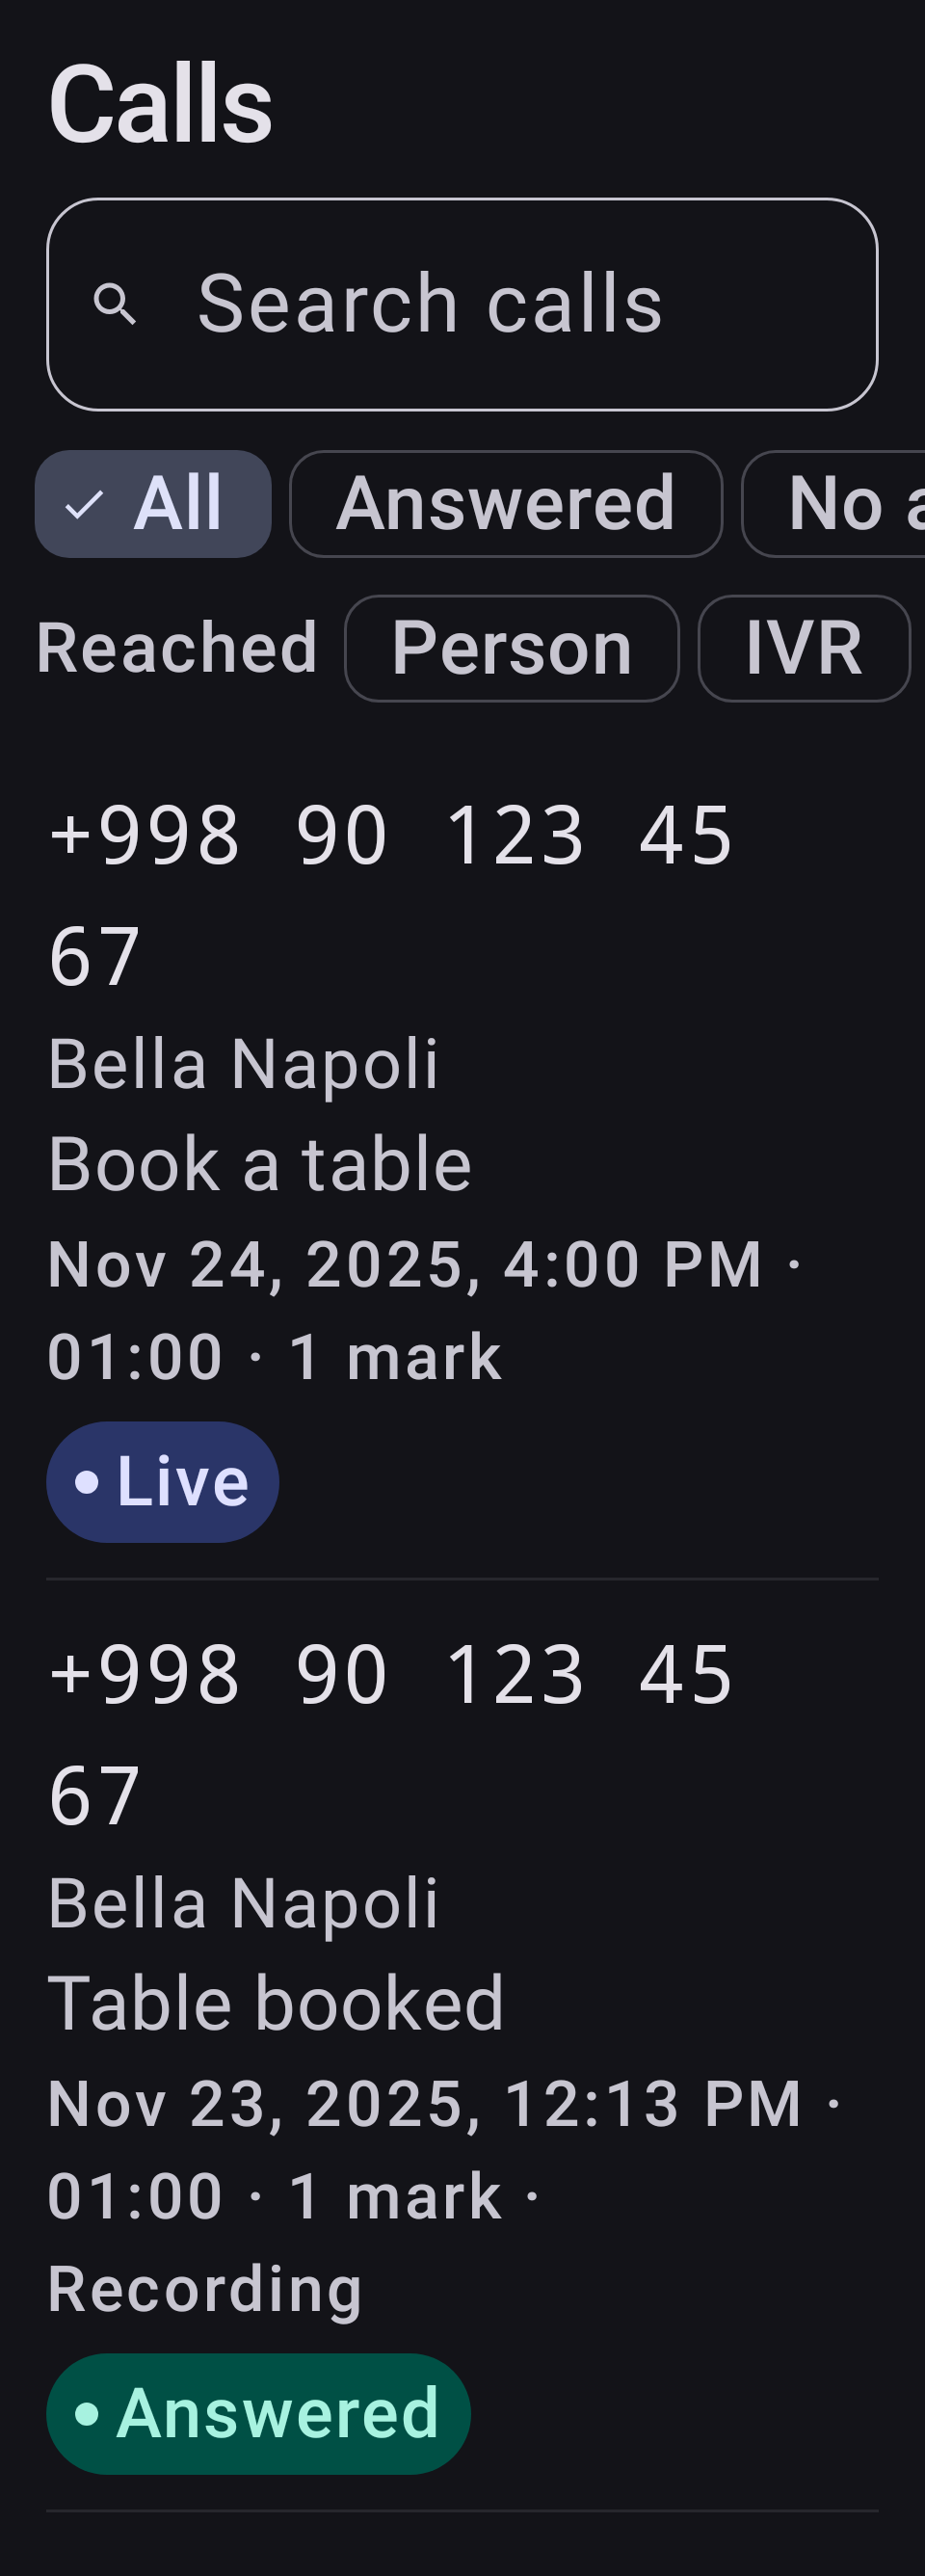 Calls
Search calls
All Answered No a
Reached Person IVR
+998 90 123 45
67
Bella Napoli
Book a table
Nov 24, 2025, 4:00 PM ·
01:00 · 1 mark
Live
+998 90 123 45
67
Bella Napoli
Table booked
Nov 23, 2025, 12:13 PM ·
01:00 · 1 mark ·
Recording
Answered